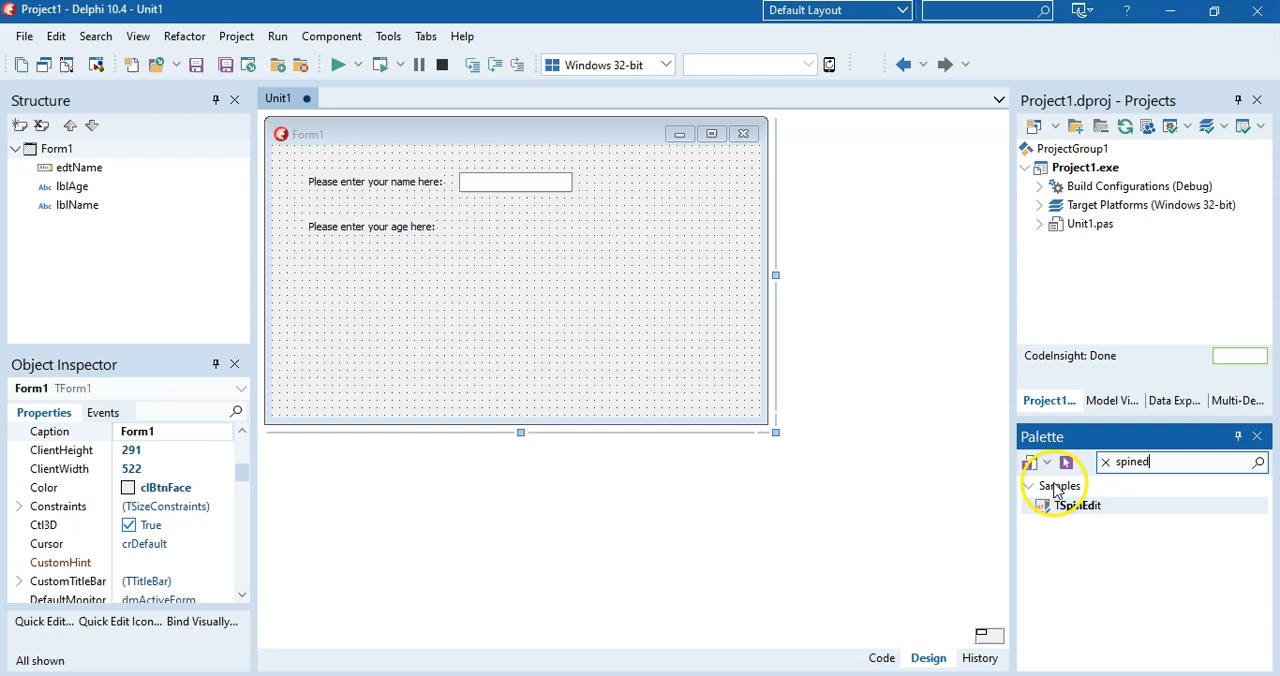 Project1 - Delphi 10.4 - Unit1
Default Layout
?
File Edit Search View Refactor Project Run Component Tools Tabs Help
Windows 32-bit
Structure
Form1
edtName
lblAge
lblName
Object Inspector
Form1 TForm1
Properties Events
Caption Form1
ClientHeight 291
ClientWidth 522
Color clBtnFace
Constraints (TSizeConstraints)
Ctl3D True
Cursor crDefault
CustomHint
CustomTitleBar (TTitleBar)
DefaultMonitor dmActiveForm
Quick Edit... Quick Edit Icon... Bind Visually...
All shown
Unit1
Form1
Please enter your name here:
Please enter your age here:
Code Design History
Project1.dproj - Projects
ProjectGroup1
Project1.exe
Build Configurations (Debug)
Target Platforms (Windows 32-bit)
Unit1.pas
CodeInsight: Done
Project1... Model Vi... Data Exp... Multi-De...
Palette
spined
Samples
TSpinEdit